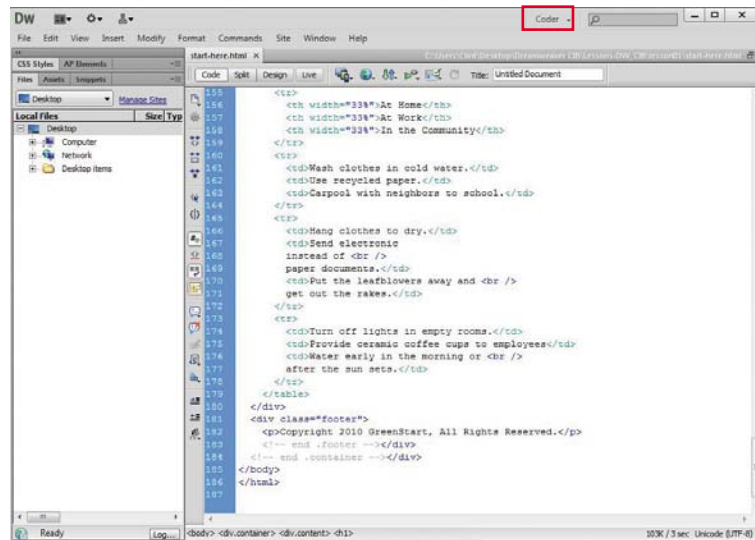 DW Coder
File Edit View Insert Modify Format Commands Site Window Help
CSS Styles AP Elements
start-here.html ×
Files Assets Snippets
Code Split Design Live Title: Untitled Document
Desktop Manage Sites
Local Files Size Typ
Desktop
Computer
Network
Desktop items
155 <tr>
156 <th width="33%">At Home</th>
157 <th width="33%">At Work</th>
158 <th width="33%">In the Community</th>
159 </tr>
160 <tr>
161 <td>Wash clothes in cold water.</td>
162 <td>Use recycled paper.</td>
163 <td>Carpool with neighbors to school.</td>
164 </tr>
165 <tr>
166 <td>Hang clothes to dry.</td>
167 <td>Send electronic
168 instead of <br />
169 paper documents.</td>
170 <td>Put the leafblowers away and <br />
171 get out the rakes.</td>
172 </tr>
173 <tr>
174 <td>Turn off lights in empty rooms.</td>
175 <td>Provide ceramic coffee cups to employees</td>
176 <td>Water early in the morning or <br />
177 after the sun sets.</td>
178 </tr>
179 </table>
180 </div>
181 <div class="footer">
182 <p>Copyright 2010 GreenStart, All Rights Reserved.</p>
183 <!-- end .footer --></div>
184 <!-- end .container --></div>
185 </body>
186 </html>
187
Ready Log... <body> <div.container> <div.content> <h1> 103K / 3 sec Unicode (UTF-8)